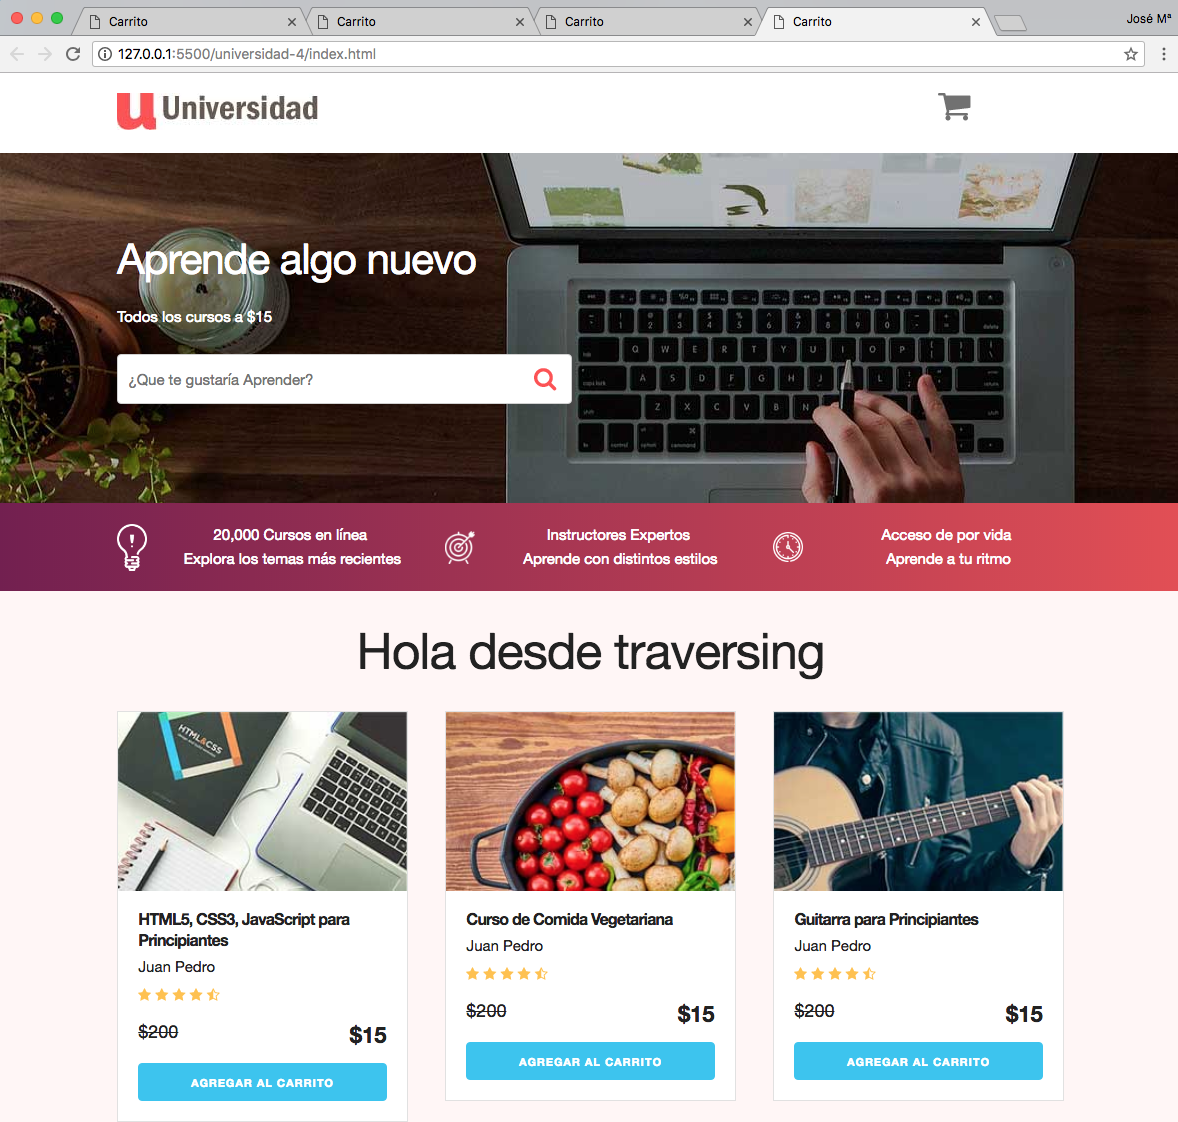 Carrito
Carrito
Carrito
Carrito
José Mª
127.0.0.1:5500/universidad-4/index.html
u Universidad
Aprende algo nuevo
Todos los cursos a $15
¿Que te gustaría Aprender?
20,000 Cursos en línea
Explora los temas más recientes
Instructores Expertos
Aprende con distintos estilos
Acceso de por vida
Aprende a tu ritmo
Hola desde traversing
HTML&CSS
HTML5, CSS3, JavaScript para
Principiantes
Juan Pedro
$200
$15
AGREGAR AL CARRITO
Curso de Comida Vegetariana
Juan Pedro
$200
$15
AGREGAR AL CARRITO
Guitarra para Principiantes
Juan Pedro
$200
$15
AGREGAR AL CARRITO